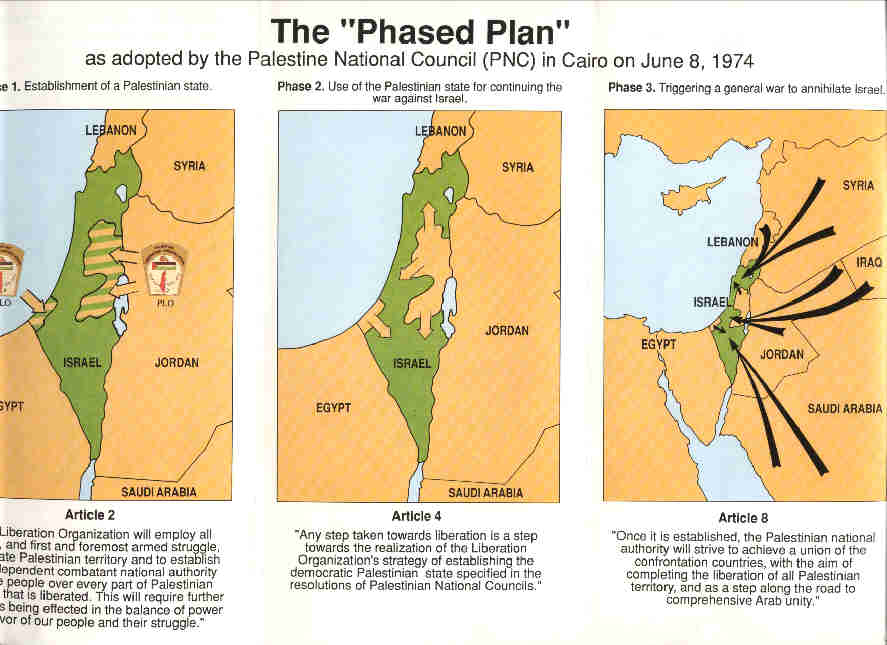 The "Phased Plan"
as adopted by the Palestine National Council (PNC) in Cairo on June 8, 1974
se 1. Establishment of a Palestinian state.
LEBANON
SYRIA
LO
PLO
ISRAEL
JORDAN
GYPT
SAUDI ARABIA
Article 2
Liberation Organization will employ all
, and first and foremost armed struggle,
ate Palestinian territory and to establish
dependent combatant national authority
e people over every part of Palestinian
that is liberated. This will require further
s being effected in the balance of power
vor of our people and their struggle."
Phase 2. Use of the Palestinian state for continuing the
war against Israel.
LEBANON
SYRIA
JORDAN
ISRAEL
EGYPT
SAUDI ARABIA
Article 4
"Any step taken towards liberation is a step
towards the realization of the Liberation
Organization's strategy of establishing the
democratic Palestinian state specified in the
resolutions of Palestinian National Councils."
Phase 3. Triggering a general war to annihilate Israel.
SYRIA
LEBANON
IRAQ
ISRAEL
EGYPT
JORDAN
SAUDI ARABIA
Article 8
"Once it is established, the Palestinian national
authority will strive to achieve a union of the
confrontation countries, with the aim of
completing the liberation of all Palestinian
territory, and as a step along the road to
comprehensive Arab unity."